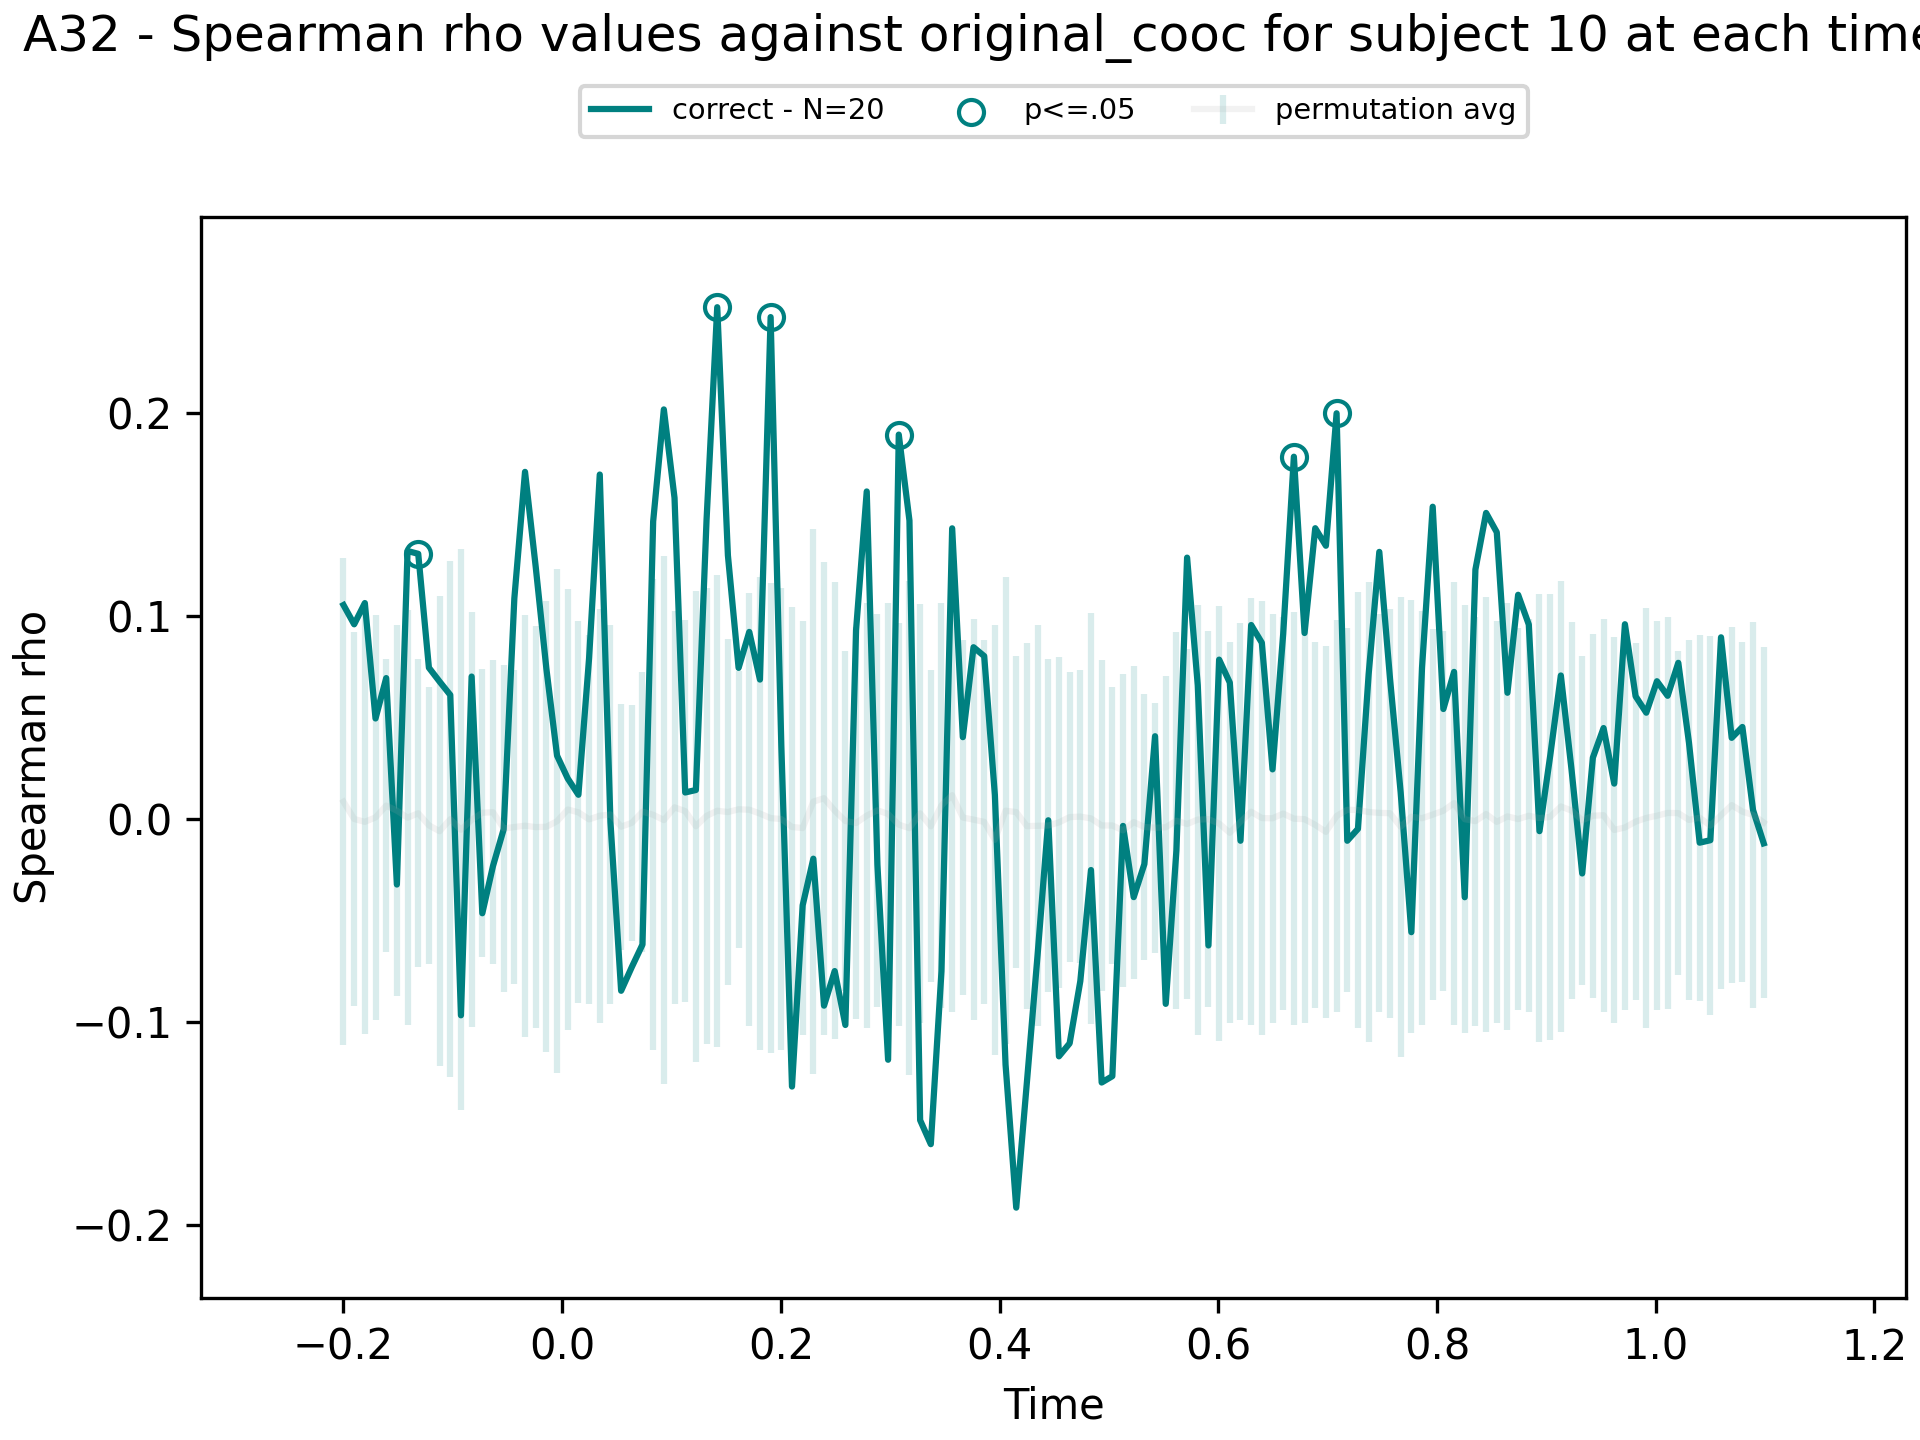 A32 - Spearman rho values against original_cooc for subject 10 at each time
correct - N=20 p<=.05 permutation avg
Spearman rho
0.2
0.1
0.0
−0.1
−0.2
−0.2 0.0 0.2 0.4 0.6 0.8 1.0 1.2
Time